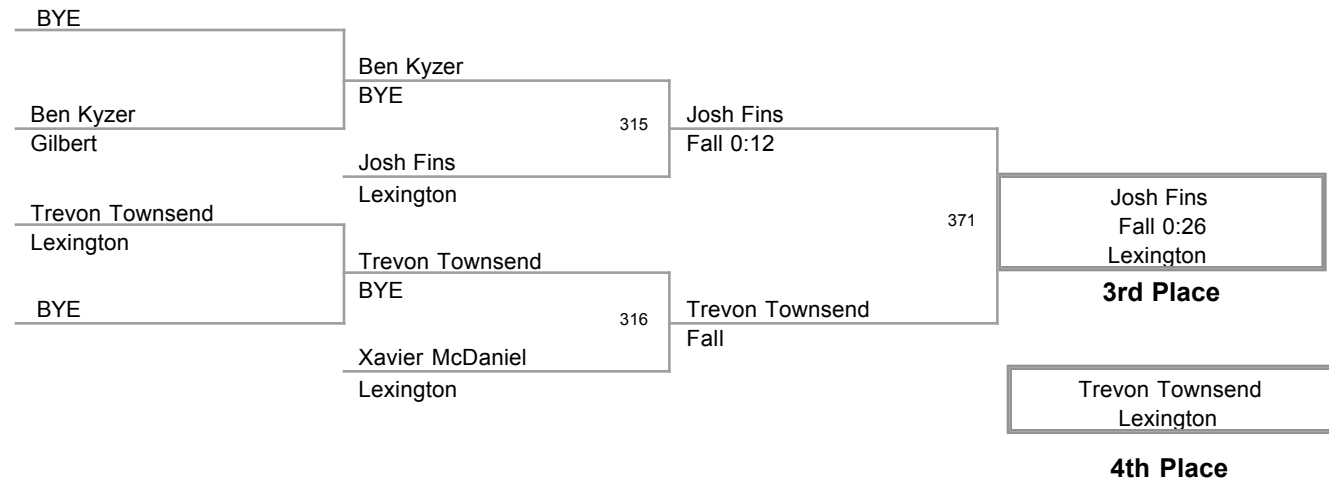 BYE
Ben Kyzer
BYE
Ben Kyzer
Gilbert
315
Josh Fins
Fall 0:12
Josh Fins
Lexington
Trevon Townsend
Lexington
371
Josh Fins
Fall 0:26
Lexington
3rd Place
Trevon Townsend
BYE
BYE
316
Trevon Townsend
Fall
Xavier McDaniel
Lexington
Trevon Townsend
Lexington
4th Place